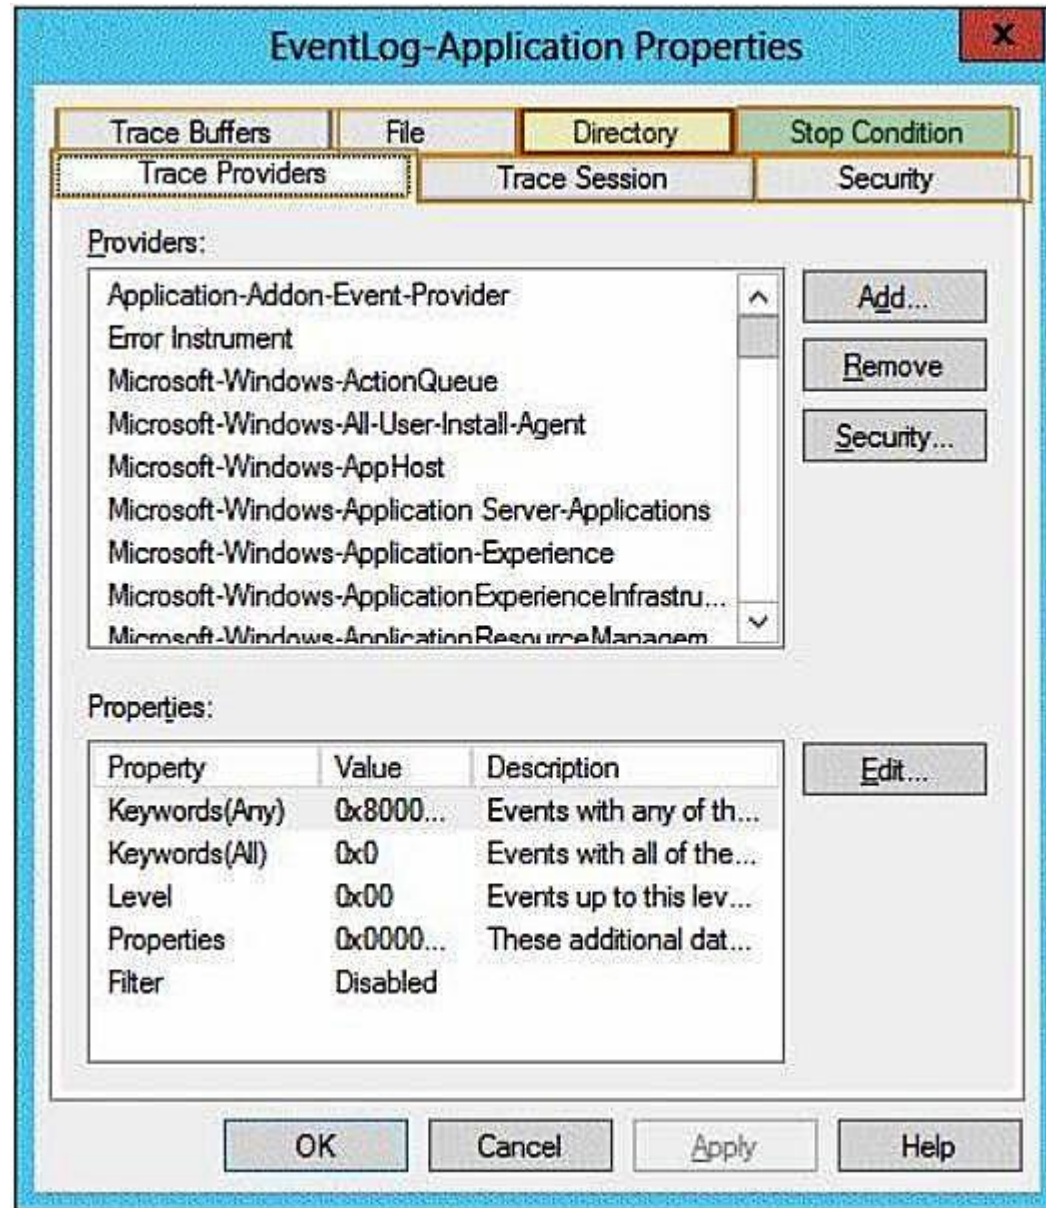 EventLog-Application Properties
x
Trace Buffers File Directory Stop Condition
Trace Providers Trace Session Security
Providers:
Application-Addon-Event-Provider
Add...
Error Instrument
Microsoft-Windows-ActionQueue
Remove
Microsoft-Windows-All-User-Install-Agent
Security...
Microsoft-Windows-AppHost
Microsoft-Windows-Application Server-Applications
Microsoft-Windows-Application-Experience
Microsoft-Windows-ApplicationExperienceInfrastru...
Microsoft-Windows-ApplicationResourceManagem
Properties:
Property Value Description
Edit...
Keywords(Any) 0x8000... Events with any of th...
Keywords(All) 0x0 Events with all of the...
Level 0x00 Events up to this lev...
Properties 0x0000... These additional dat...
Filter Disabled
OK Cancel Apply Help